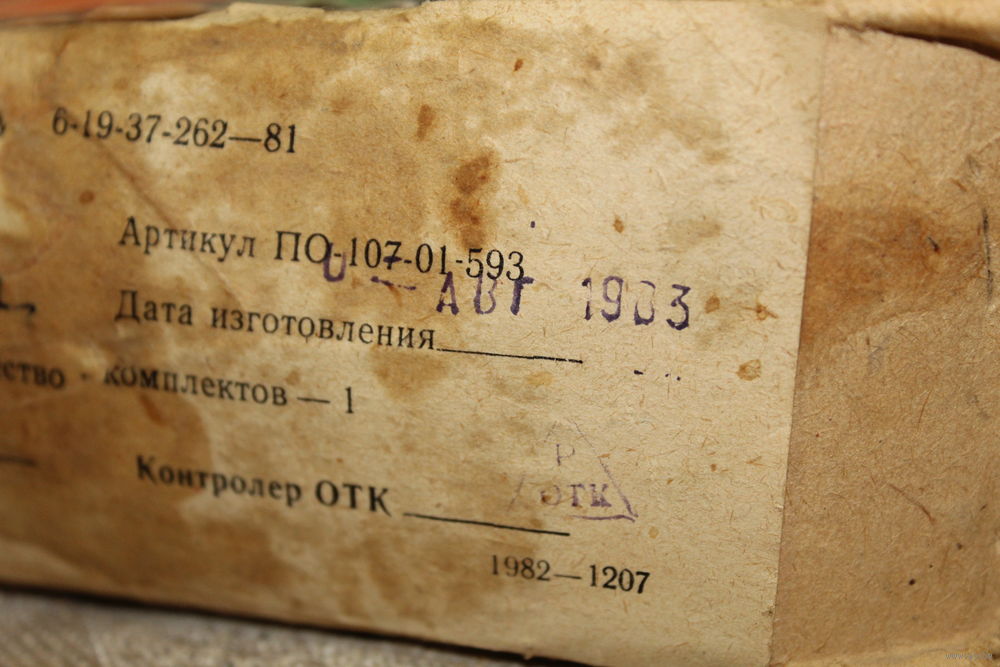 6-19-37-262—81
Артикул ПО-107-01-593
АВГ 1983
Дата изготовления
комплектов — 1
Р
ОТК
Контролер ОТК
1982—1207